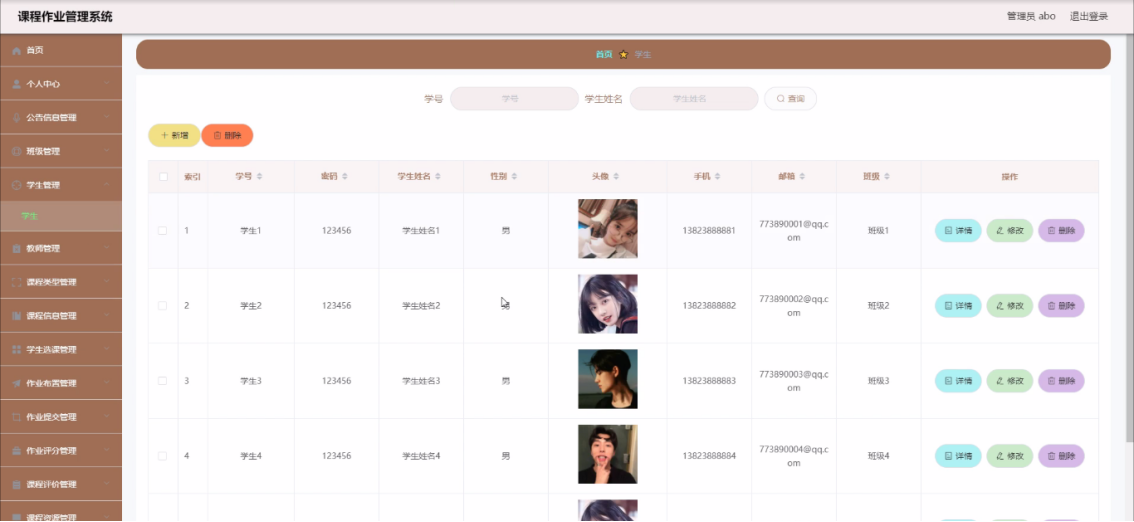 课程作业管理系统
管理员 abo 退出登录
首页
个人中心
公告信息管理
班级管理
学生管理
学生
教师管理
课程类型管理
课程信息管理
学生选课管理
作业布置管理
作业提交管理
作业评分管理
课程评价管理
课程资源管理
首页 学生
学号 学号 学生姓名 学生姓名 查询
新增 删除
索引 学号 密码 学生姓名 性别 头像 手机 邮箱 班级 操作
1 学生1 123456 学生姓名1 男 13823888881 773890001@qq.c
om 班级1 详情 修改 删除
2 学生2 123456 学生姓名2 13823888882 773890002@qq.c
om 班级2 详情 修改 删除
3 学生3 123456 学生姓名3 男 13823888883 773890003@qq.c
om 班级3 详情 修改 删除
4 学生4 123456 学生姓名4 男 13823888884 773890004@qq.c
om 班级4 详情 修改 删除